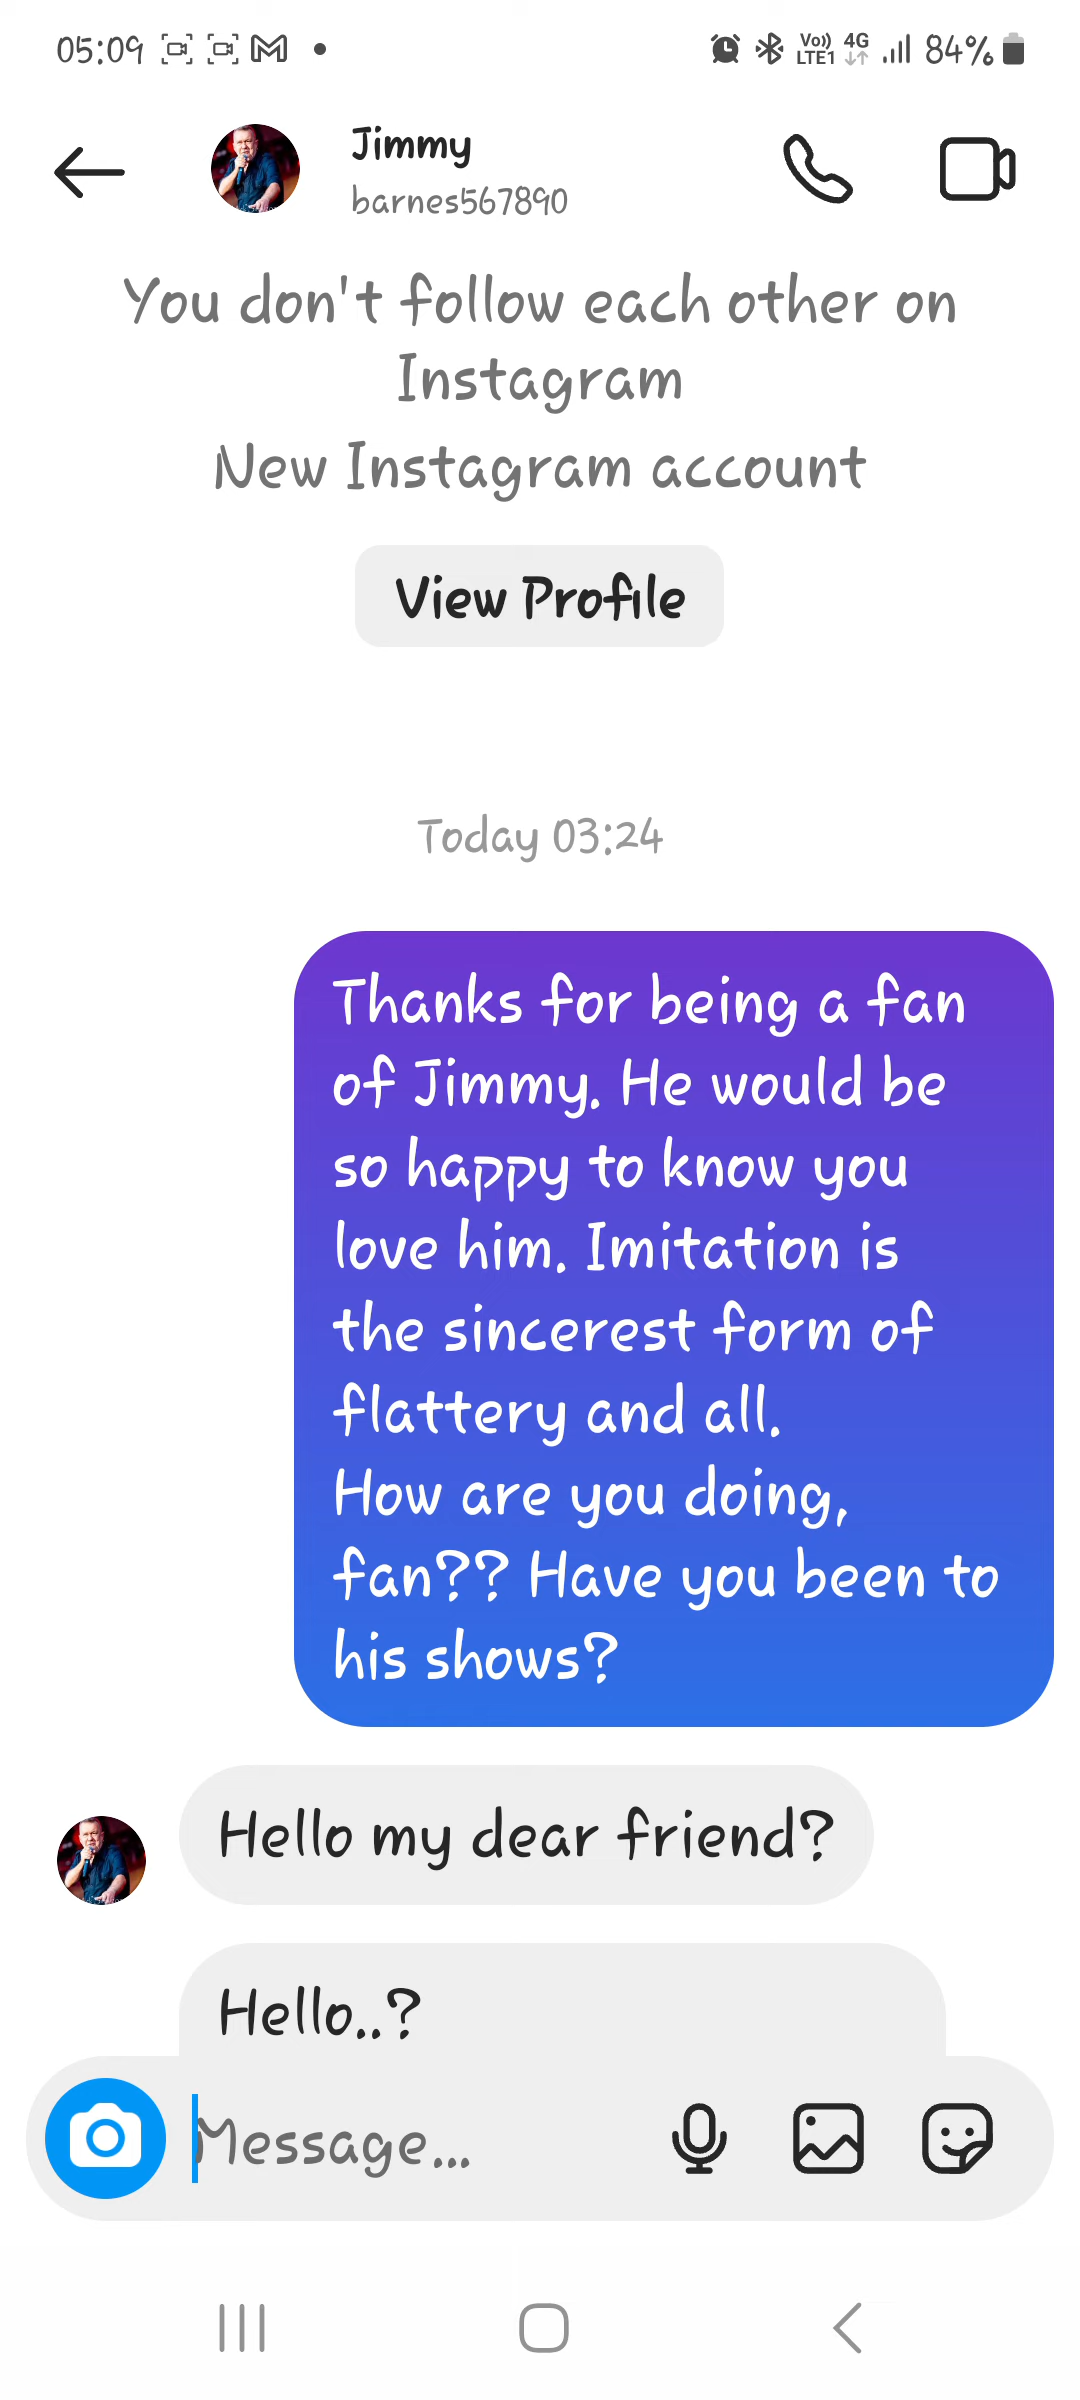 05:09
Vo)) 4G
LTE1
84%
Jimmy
barnes567890
You don't follow each other on
Instagram
New Instagram account
View Profile
Today 03:24
Thanks for being a fan
of Jimmy. He would be
so happy to know you
love him. Imitation is
the sincerest form of
flattery and all.
How are you doing,
fan?? Have you been to
his shows?
Hello my dear friend?
Hello..?
Message...